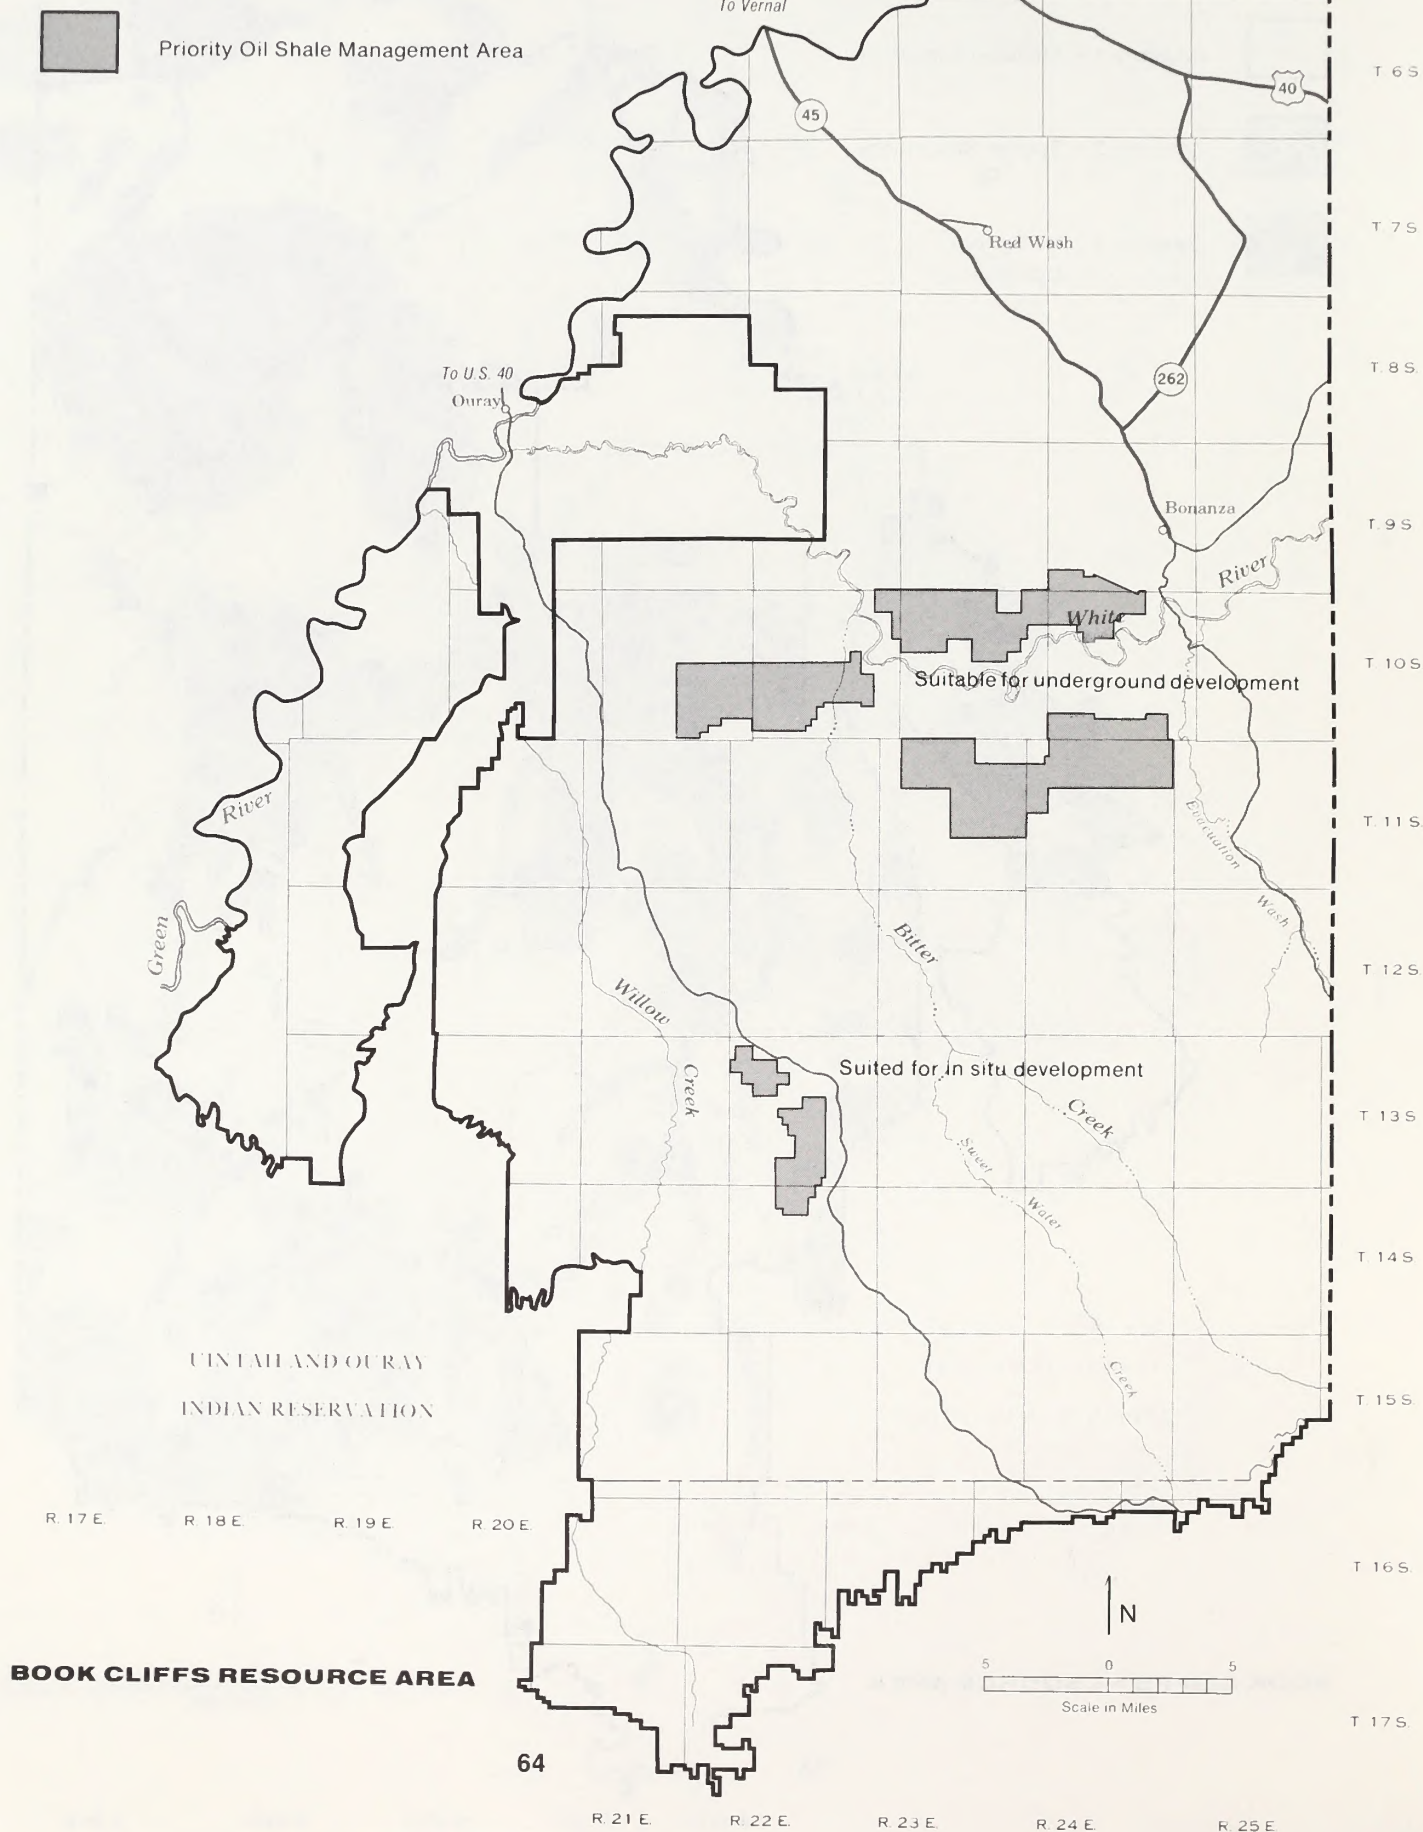 To Vernal
Priority Oil Shale Management Area
T 6 S
40
45
T 7 S
Red Wash
T. 8 S.
To U.S. 40
Ouray
262
Bonanza
T. 9 S
River
White
T 10 S
Suitable for underground development
River
T. 11 S.
Evacuation
Wash
Green
Bitter
T 12 S.
Willow
Suited for in situ development
Creek
Creek
T 13 S
Sweet
Water
T. 14 S
UINTAH AND OURAY
INDIAN RESERVATION
Creek
T. 15 S
R. 17 E.
R. 18 E.
R. 19 E.
R. 20 E.
T 16 S.
N
BOOK CLIFFS RESOURCE AREA
5 0 5
Scale in Miles
T 17 S.
64
R. 21 E.
R. 22 E.
R. 23 E.
R. 24 E.
R. 25 E